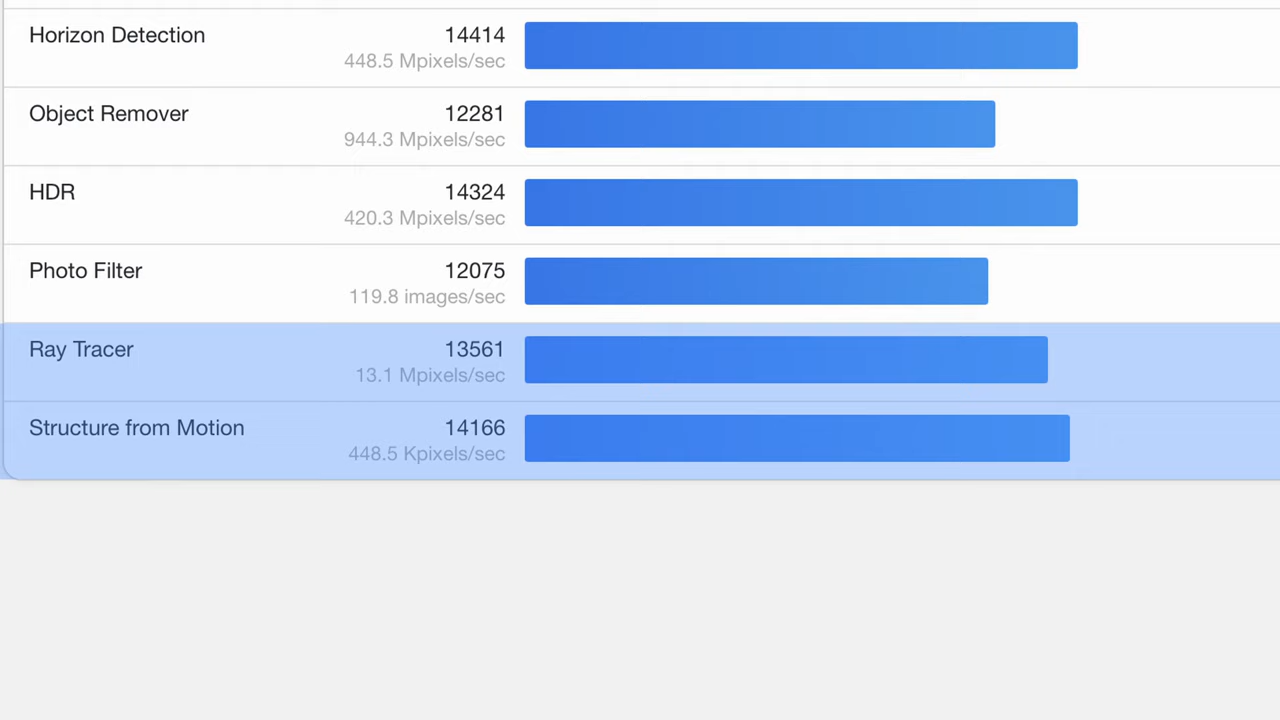 Horizon Detection 14414
448.5 Mpixels/sec
Object Remover 12281
944.3 Mpixels/sec
HDR 14324
420.3 Mpixels/sec
Photo Filter 12075
119.8 images/sec
Ray Tracer 13561
13.1 Mpixels/sec
Structure from Motion 14166
448.5 Kpixels/sec